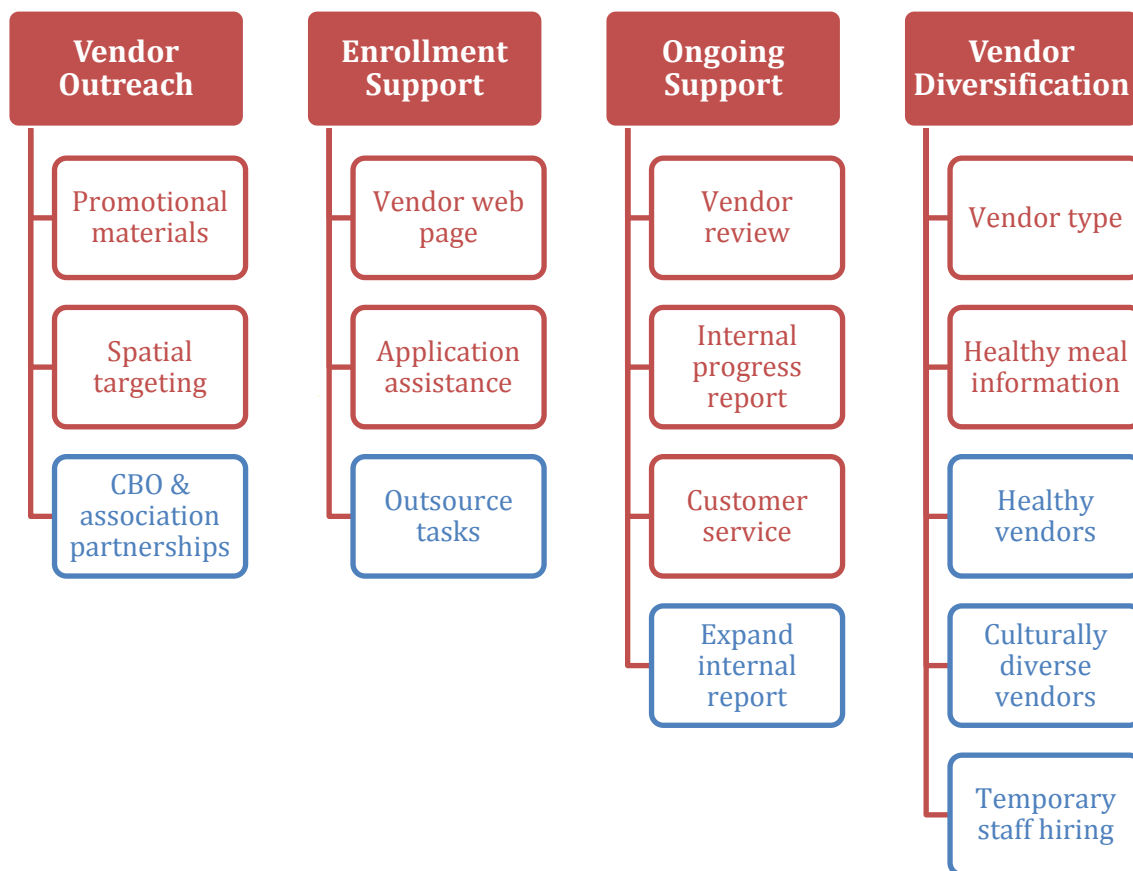 Vendor
Outreach
Promotional
materials
Spatial
targeting
CBO &
association
partnerships
Enrollment
Support
Vendor web
page
Application
assistance
Outsource
tasks
Ongoing
Support
Vendor
review
Internal
progress
report
Customer
service
Expand
internal
report
Vendor
Diversification
Vendor type
Healthy meal
information
Healthy
vendors
Culturally
diverse
vendors
Temporary
staff hiring